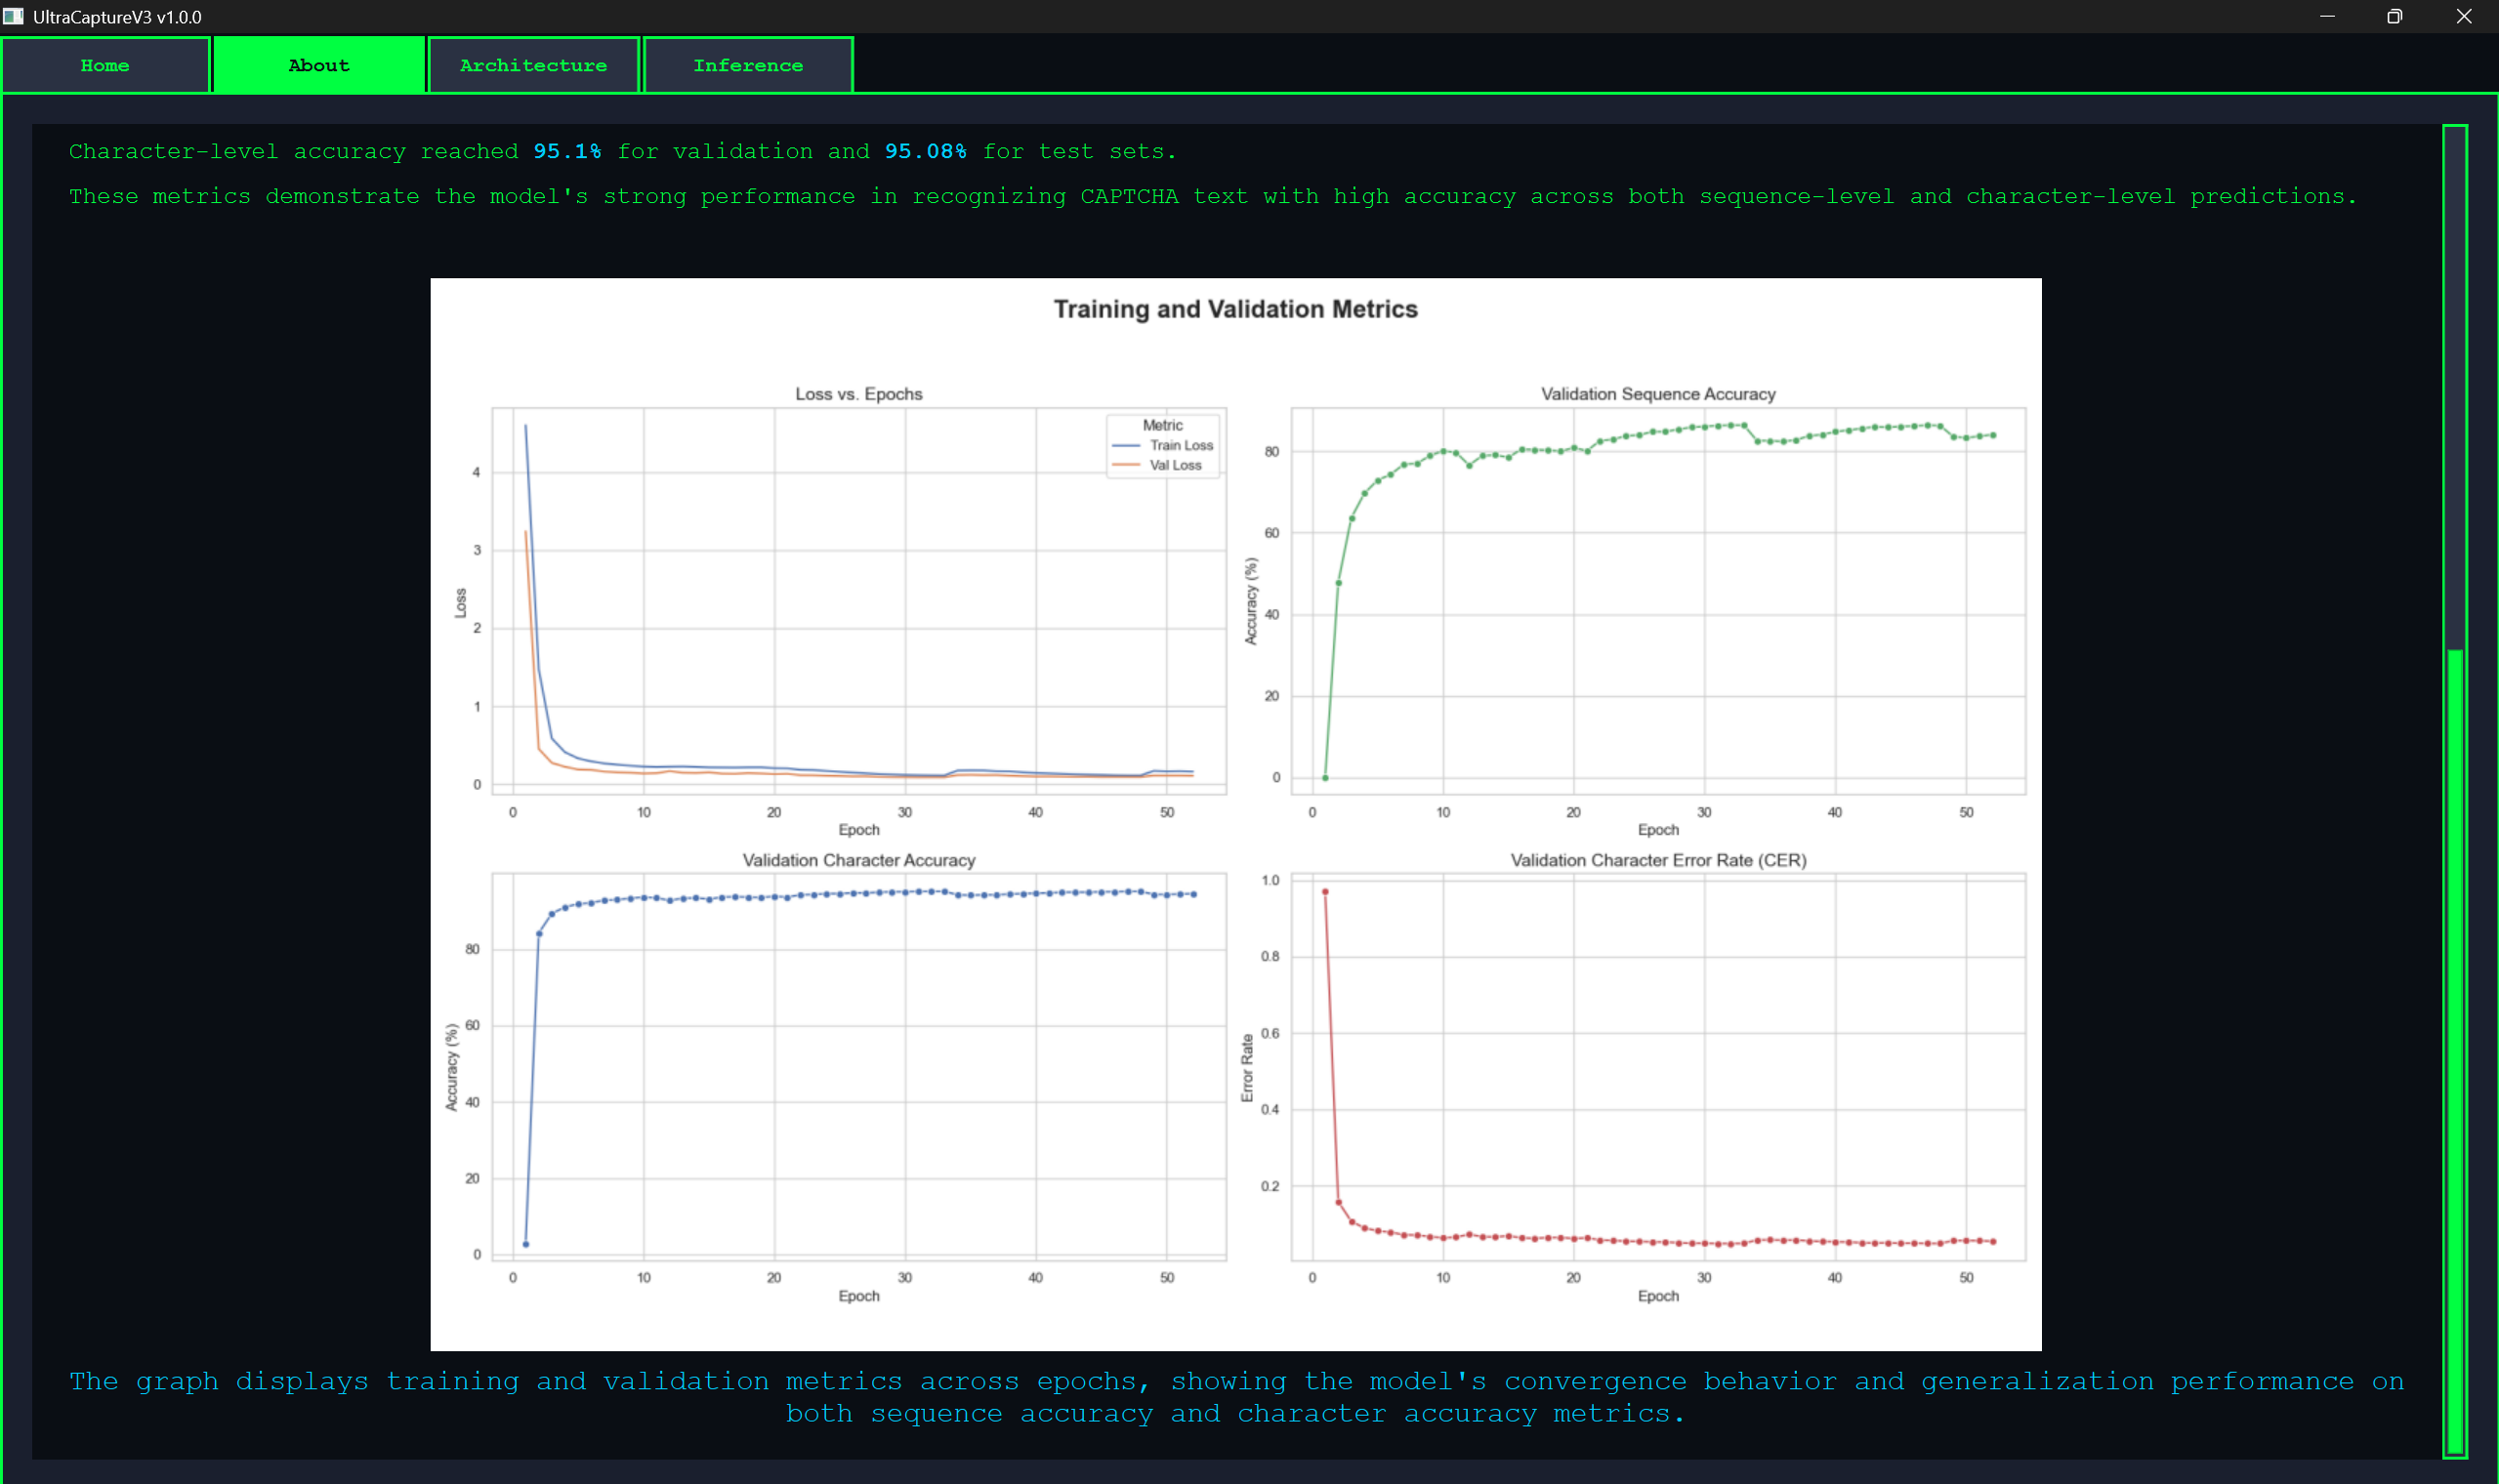 UltraCaptureV3 v1.0.0
Home
About
Architecture
Inference
Character-level accuracy reached 95.1% for validation and 95.08% for test sets.
These metrics demonstrate the model's strong performance in recognizing CAPTCHA text with high accuracy across both sequence-level and character-level predictions.
Training and Validation Metrics
Loss vs. Epochs
Metric
Train Loss
Val Loss
Loss
4
3
2
1
0
0 10 20 30 40 50
Epoch
Validation Sequence Accuracy
Accuracy (%)
80
60
40
20
0
0 10 20 30 40 50
Epoch
Validation Character Accuracy
Accuracy (%)
80
60
40
20
0
0 10 20 30 40 50
Epoch
Validation Character Error Rate (CER)
Error Rate
1.0
0.8
0.6
0.4
0.2
0 10 20 30 40 50
Epoch
The graph displays training and validation metrics across epochs, showing the model's convergence behavior and generalization performance on
both sequence accuracy and character accuracy metrics.